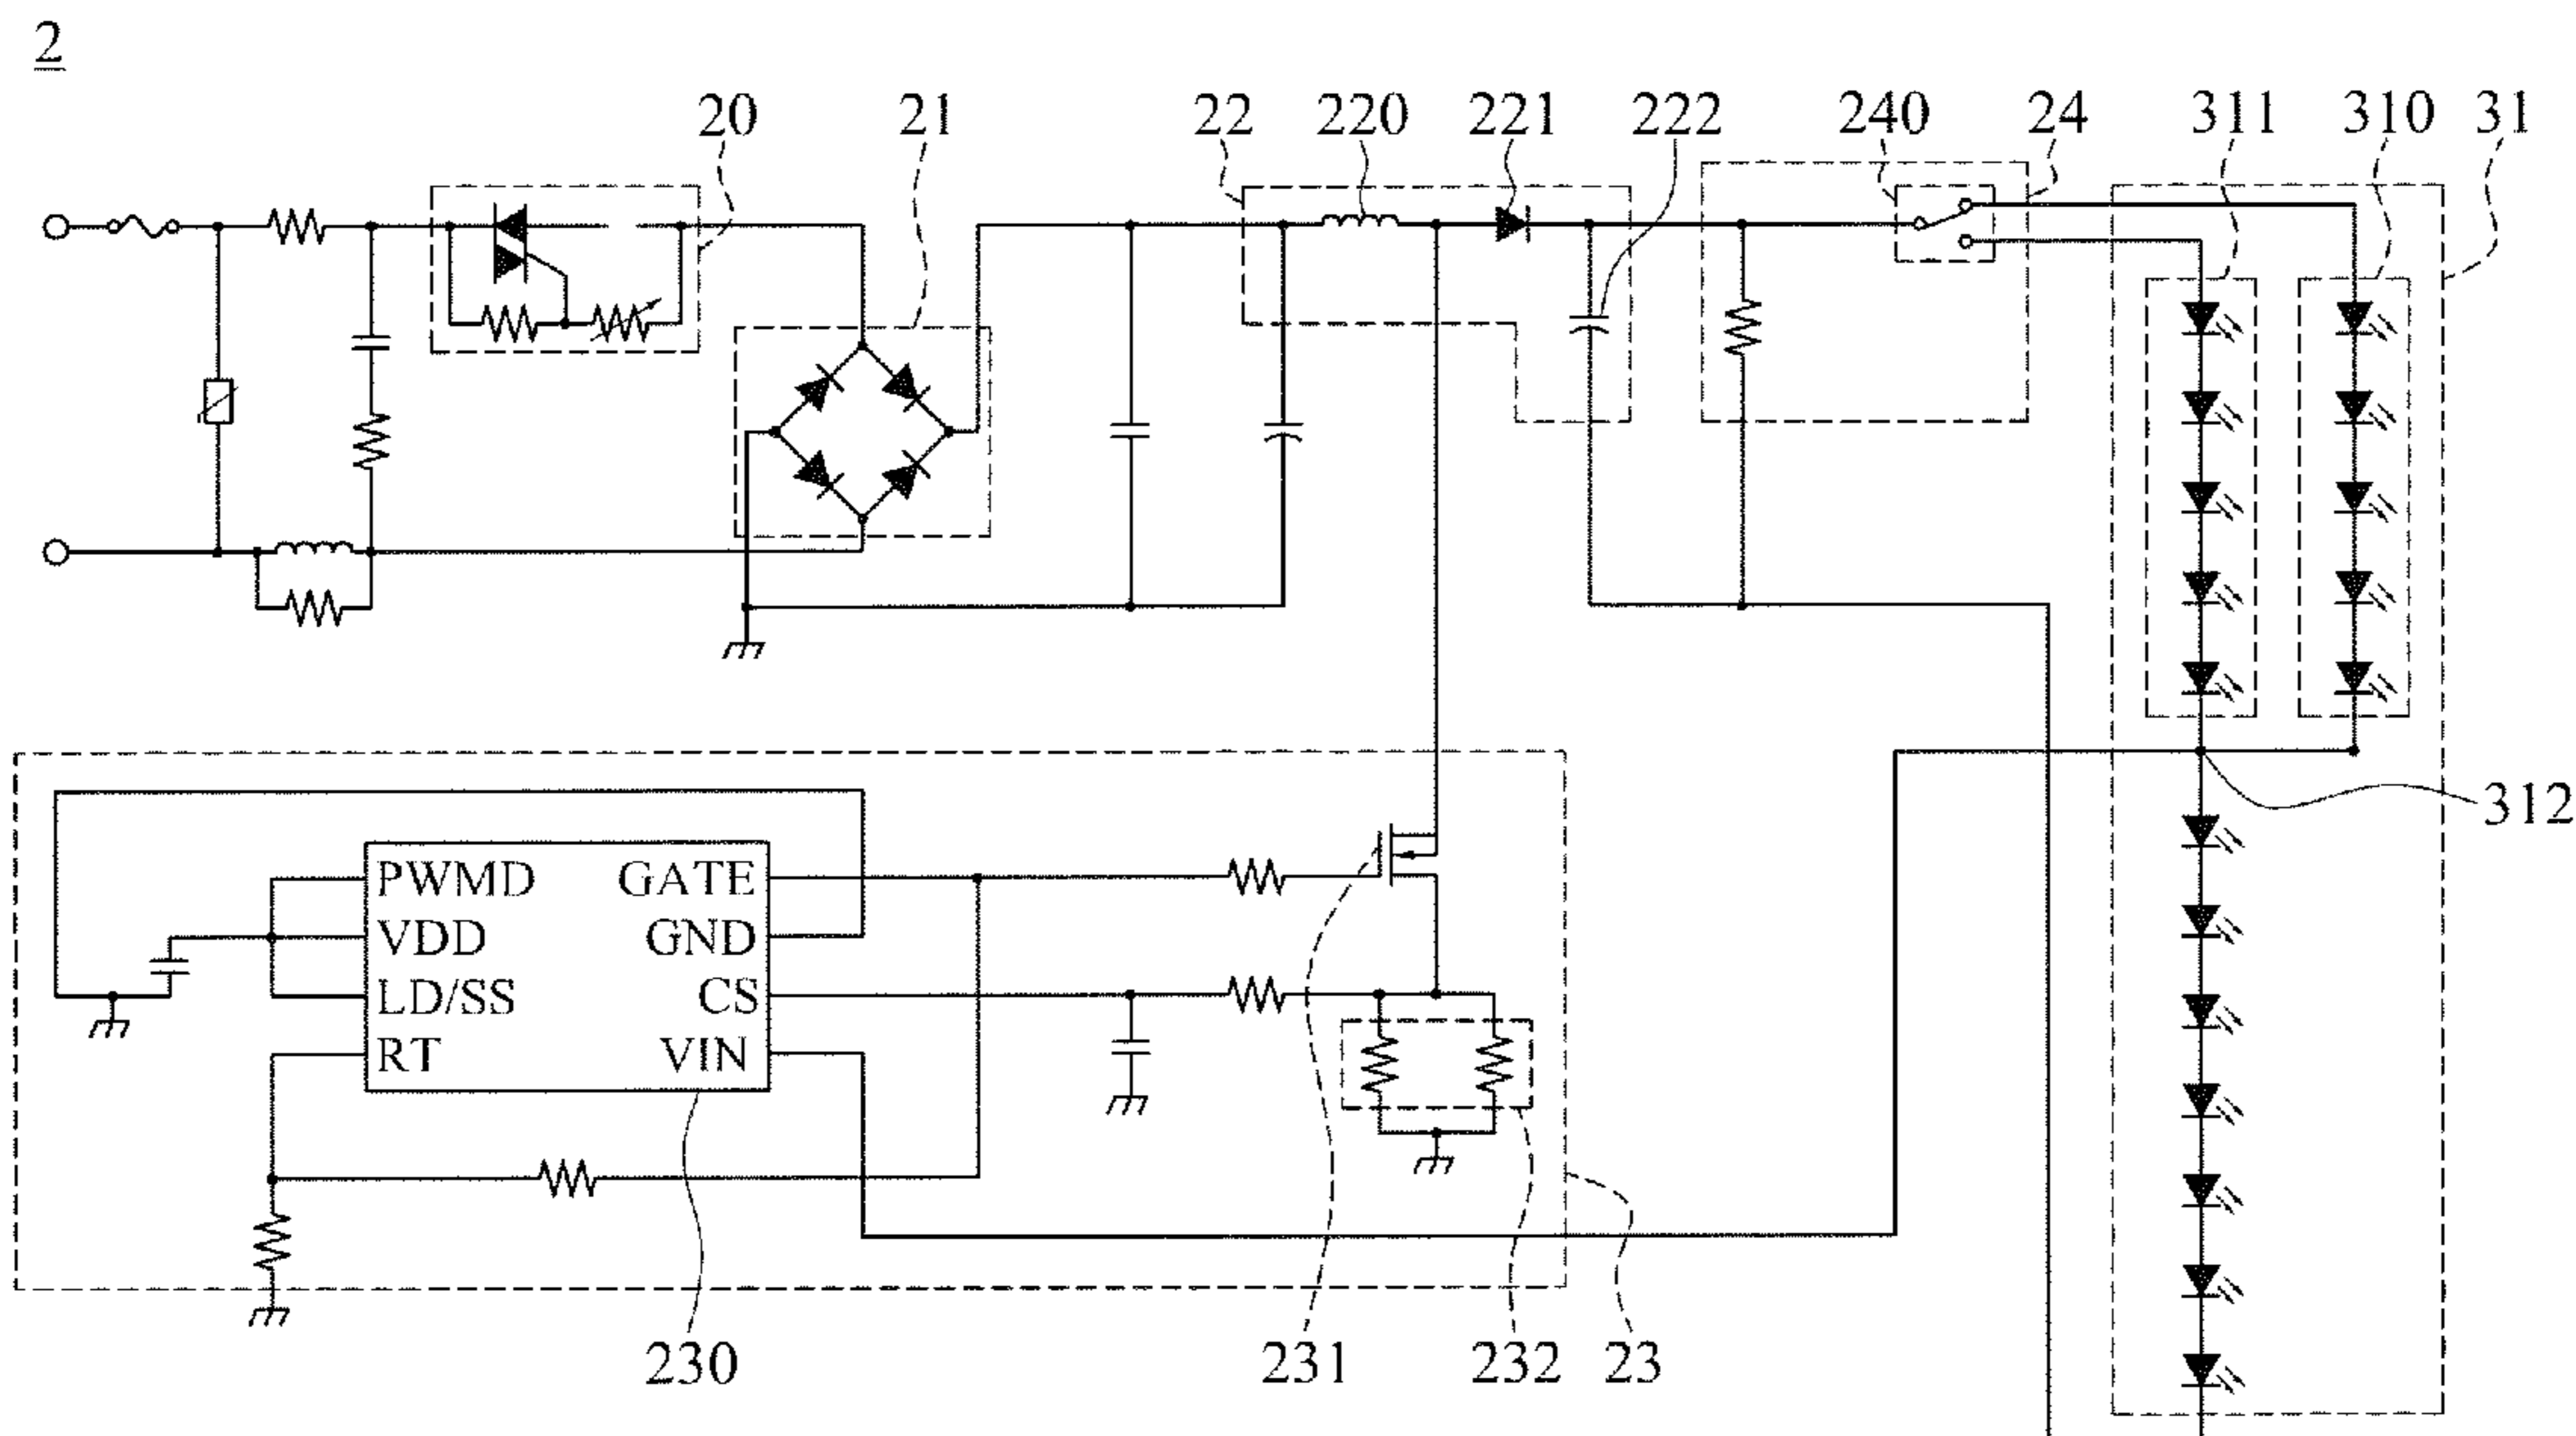 2
20 21 22 220 221 222 240 24 311 310 31
312
PWMD GATE
VDD GND
LD/SS CS
RT VIN
230 231 232 23